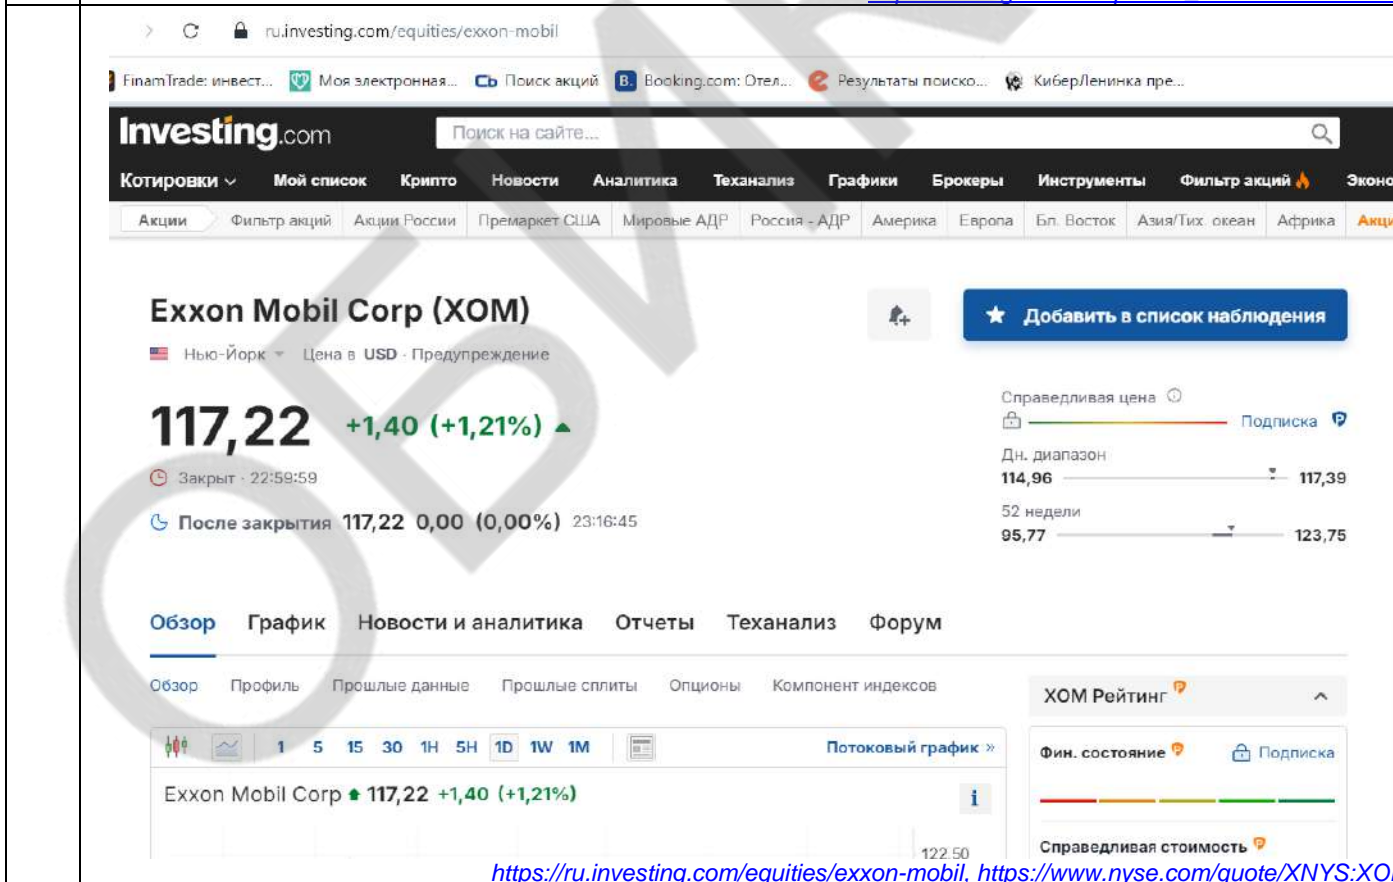 ru.investing.com/equities/exxon-mobil
FinamTrade: инвест... Моя электронная... Cb Поиск акций B. Booking.com: Отел... Результаты поиско... КиберЛенинка пре...
Investing.com Поиск на сайте...
Котировки Мой список Крипто Новости Аналитика Теханализ Графики Брокеры Инструменты Фильтр акций Эконо
Акции Фильтр акций Акции России Премаркет США Мировые АДР Россия - АДР Америка Европа Бл. Восток Азия/Тих. океан Африка Акци
Exxon Mobil Corp (XOM) Добавить в список наблюдения
Нью-Йорк Цена в USD · Предупреждение
117,22 +1,40 (+1,21%)
Закрыт · 22:59:59
После закрытия 117,22 0,00 (0,00%) 23:16:45
Справедливая цена
Подписка
Дн. диапазон
114,96 117,39
52 недели
95,77 123,75
Обзор График Новости и аналитика Отчеты Теханализ Форум
Обзор Профиль Прошлые данные Прошлые сплиты Опционы Компонент индексов
1 5 15 30 1H 5H 1D 1W 1M Потоковый график »
Exxon Mobil Corp 117,22 +1,40 (+1,21%) i
122.50
XOM Рейтинг
Фин. состояние Подписка
Справедливая стоимость
https://ru.investing.com/equities/exxon-mobil, https://www.nyse.com/quote/XNYS:XO